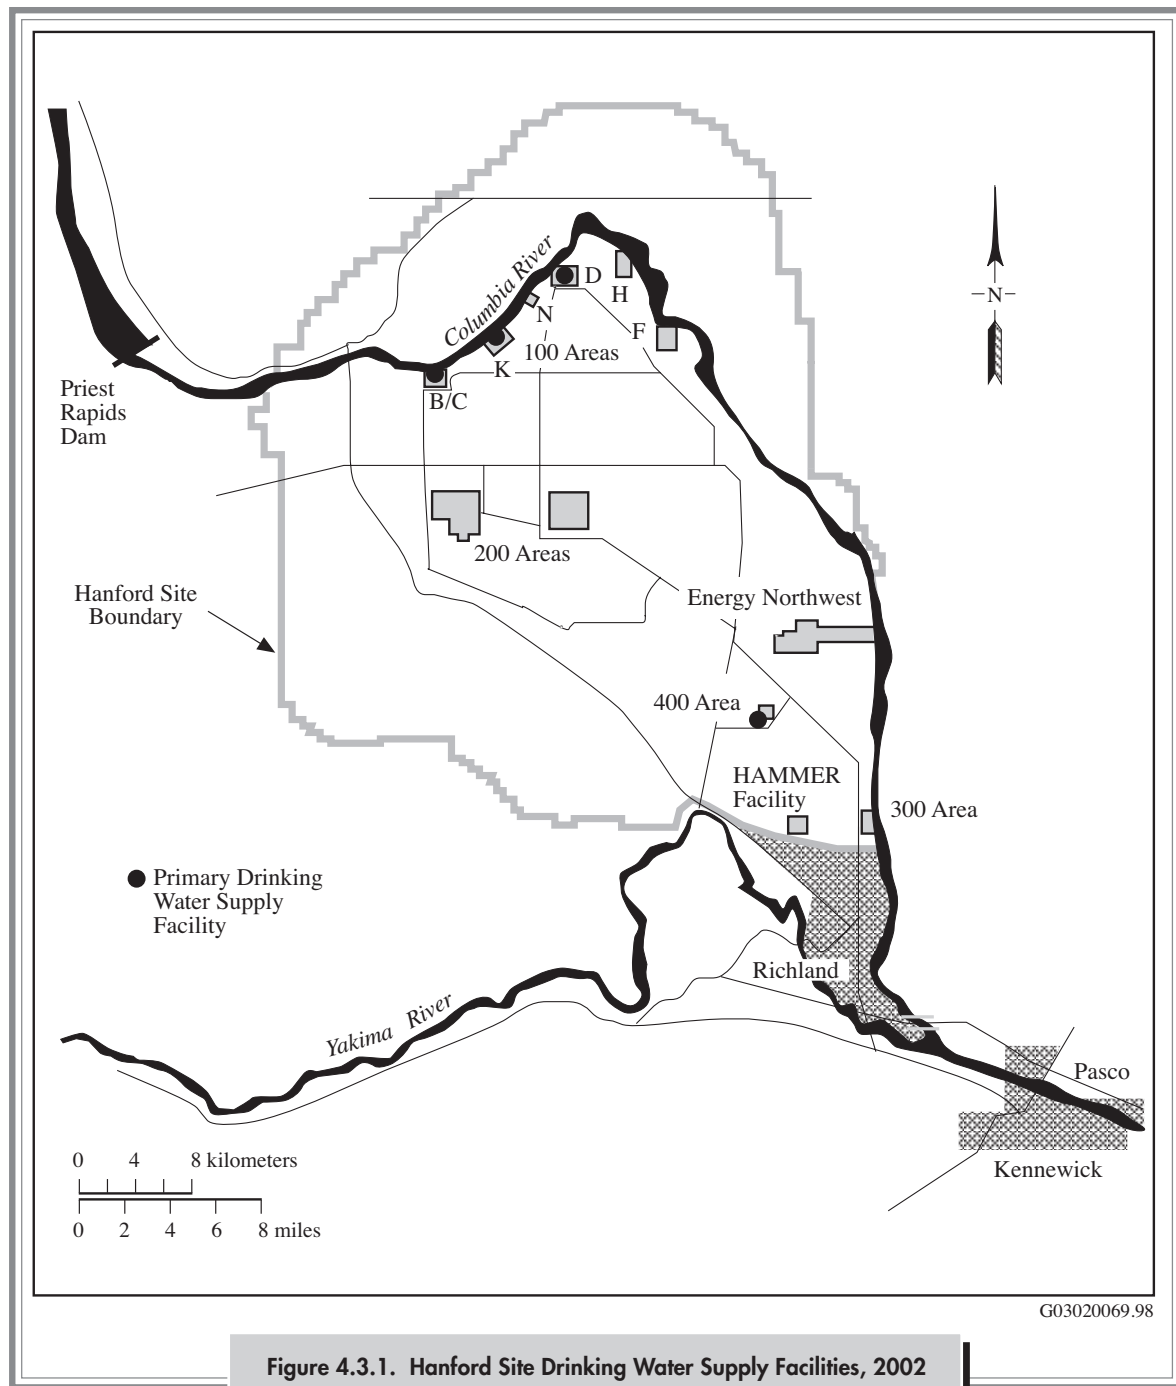 Columbia River
D
H
N
F
100 Areas
K
B/C
Priest
Rapids
Dam
N
200 Areas
Hanford Site
Boundary
Energy Northwest
400 Area
HAMMER
Facility
300 Area
Primary Drinking
Water Supply
Facility
Richland
Yakima River
Pasco
Kennewick
0 4 8 kilometers
0 2 4 6 8 miles
G03020069.98
Figure 4.3.1. Hanford Site Drinking Water Supply Facilities, 2002